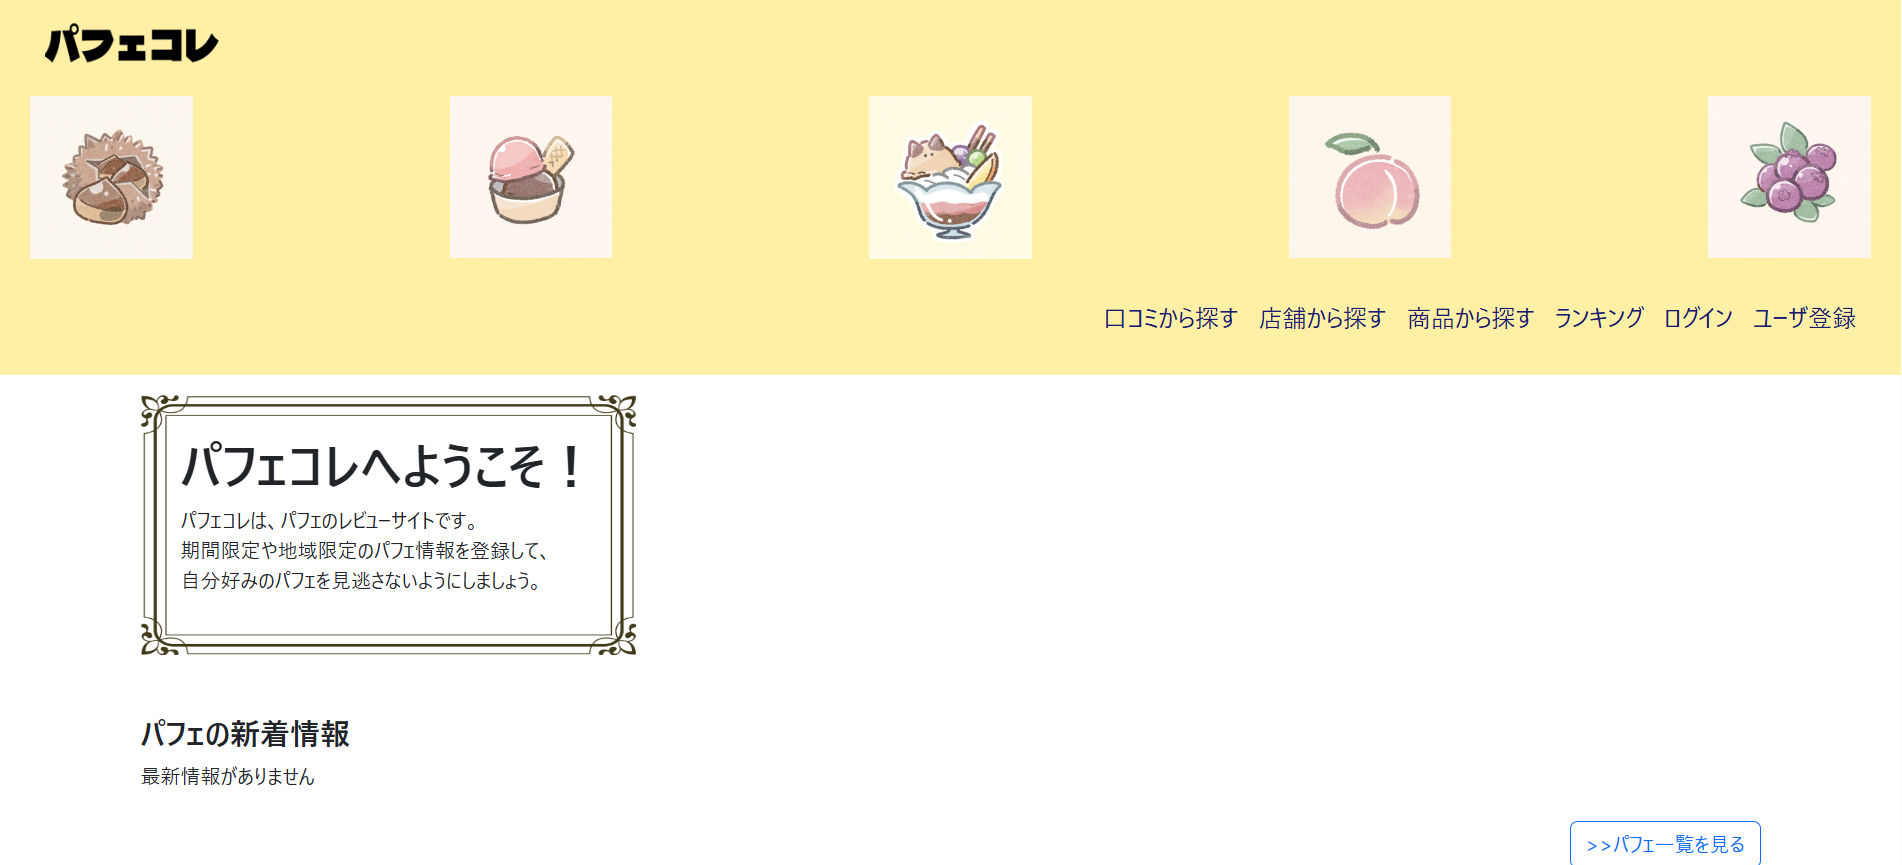 パフェコレ
口コミから探す 店舗から探す 商品から探す ランキング ログイン ユーザ登録
パフェコレへようこそ！
パフェコレは、パフェのレビューサイトです。
期間限定や地域限定のパフェ情報を登録して、
自分好みのパフェを見逃さないようにしましょう。
パフェの新着情報
最新情報がありません
>>パフェ一覧を見る